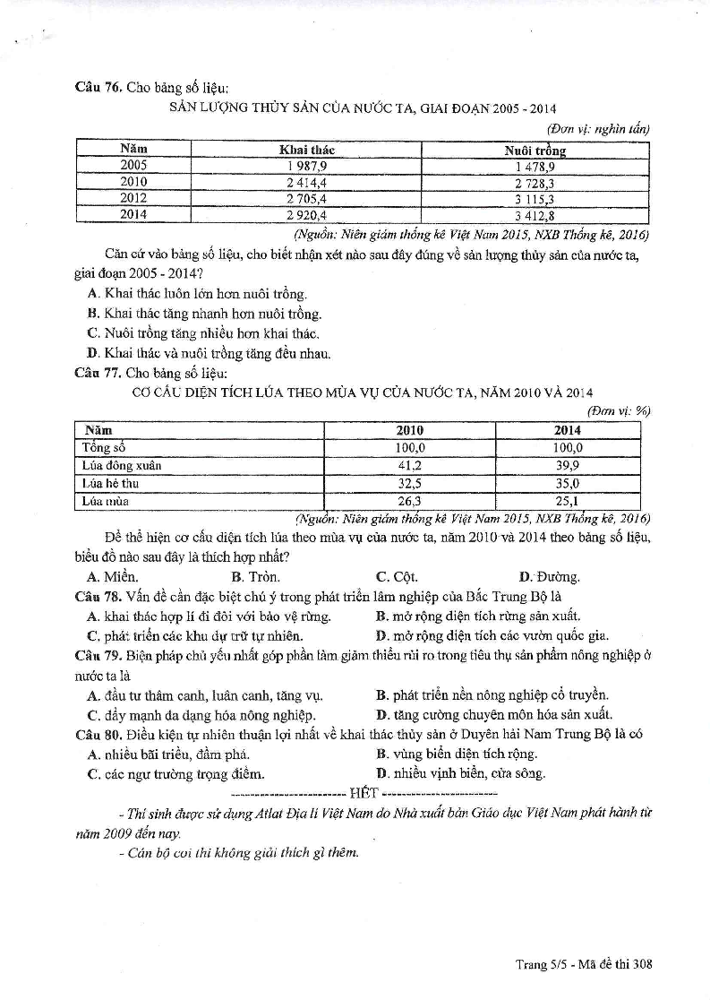 Câu 76. Cho bảng số liệu:
SẢN LƯỢNG THỦY SẢN CỦA NƯỚC TA, GIAI ĐOẠN 2005 - 2014
(Đơn vị: nghìn tấn)
Năm Khai thác Nuôi trồng
2005 1 987,9 1 478,9
2010 2 414,4 2 728,3
2012 2 705,4 3 115,3
2014 2 920,4 3 412,8
(Nguồn: Niên giám thống kê Việt Nam 2015, NXB Thống kê, 2016)
Căn cứ vào bảng số liệu, cho biết nhận xét nào sau đây đúng về sản lượng thủy sản của nước ta,
giai đoạn 2005 - 2014?
A. Khai thác luôn lớn hơn nuôi trồng.
B. Khai thác tăng nhanh hơn nuôi trồng.
C. Nuôi trồng tăng nhiều hơn khai thác.
D. Khai thác và nuôi trồng tăng đều nhau.
Câu 77. Cho bảng số liệu:
CƠ CẤU DIỆN TÍCH LÚA THEO MÙA VỤ CỦA NƯỚC TA, NĂM 2010 VÀ 2014
(Đơn vị: %)
Năm 2010 2014
Tổng số 100,0 100,0
Lúa đông xuân 41,2 39,9
Lúa hè thu 32,5 35,0
Lúa mùa 26,3 25,1
(Nguồn: Niên giám thống kê Việt Nam 2015, NXB Thống kê, 2016)
Để thể hiện cơ cấu diện tích lúa theo mùa vụ của nước ta, năm 2010 và 2014 theo bảng số liệu,
biểu đồ nào sau đây là thích hợp nhất?
A. Miền. B. Tròn. C. Cột. D. Đường.
Câu 78. Vấn đề cần đặc biệt chú ý trong phát triển lâm nghiệp của Bắc Trung Bộ là
A. khai thác hợp lí đi đôi với bảo vệ rừng. B. mở rộng diện tích rừng sản xuất.
C. phát triển các khu dự trữ tự nhiên. D. mở rộng diện tích các vườn quốc gia.
Câu 79. Biện pháp chủ yếu nhất góp phần làm giảm thiểu rủi ro trong tiêu thụ sản phẩm nông nghiệp ở
nước ta là
A. đầu tư thâm canh, luân canh, tăng vụ. B. phát triển nền nông nghiệp cổ truyền.
C. đẩy mạnh đa dạng hóa nông nghiệp. D. tăng cường chuyên môn hóa sản xuất.
Câu 80. Điều kiện tự nhiên thuận lợi nhất về khai thác thủy sản ở Duyên hải Nam Trung Bộ là có
A. nhiều bãi triều, đầm phá. B. vùng biển diện tích rộng.
C. các ngư trường trọng điểm. D. nhiều vịnh biển, cửa sông.
------------------------ HẾT ------------------------
- Thí sinh được sử dụng Atlat Địa lí Việt Nam do Nhà xuất bản Giáo dục Việt Nam phát hành từ
năm 2009 đến nay.
- Cán bộ coi thi không giải thích gì thêm.
Trang 5/5 - Mã đề thi 308